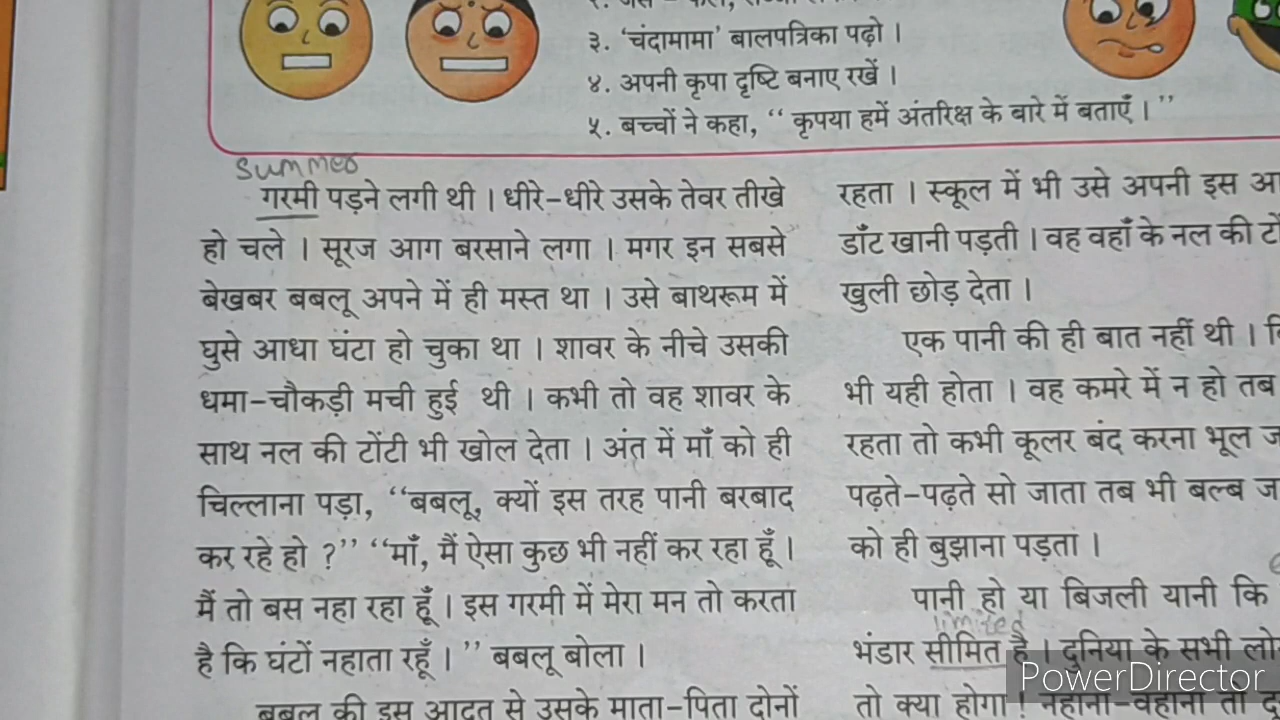 ३. ‘चंदामामा’ बालपत्रिका पढ़ो ।
४. अपनी कृपा दृष्टि बनाए रखें ।
५. बच्चों ने कहा, ‘‘ कृपया हमें अंतरिक्ष के बारे में बताएँ । ’’
summer
गरमी पड़ने लगी थी । धीरे-धीरे उसके तेवर तीखे
हो चले । सूरज आग बरसाने लगा । मगर इन सबसे
बेखबर बबलू अपने में ही मस्त था । उसे बाथरूम में
घुसे आधा घंटा हो चुका था । शावर के नीचे उसकी
धमा-चौकड़ी मची हुई थी । कभी तो वह शावर के
साथ नल की टोंटी भी खोल देता । अंत में माँ को ही
चिल्लाना पड़ा, ‘‘बबलू, क्यों इस तरह पानी बरबाद
कर रहे हो ?’’ ‘‘माँ, मैं ऐसा कुछ भी नहीं कर रहा हूँ ।
मैं तो बस नहा रहा हूँ । इस गरमी में मेरा मन तो करता
है कि घंटों नहाता रहूँ । ’’ बबलू बोला ।
बबलू की इस आदत से उसके माता-पिता दोनों
रहता । स्कूल में भी उसे अपनी इस
डाँट खानी पड़ती । वह वहाँ के नल की
खुली छोड़ देता ।
एक पानी की ही बात नहीं थी ।
भी यही होता । वह कमरे में न हो तब
रहता तो कभी कूलर बंद करना भूल
पढ़ते-पढ़ते सो जाता तब भी बल्ब
को ही बुझाना पड़ता ।
पानी हो या बिजली यानी कि
limited
भंडार सीमित है । दुनिया के सभी
तो क्या होगा ! नहाना-वहाना तो
PowerDirector